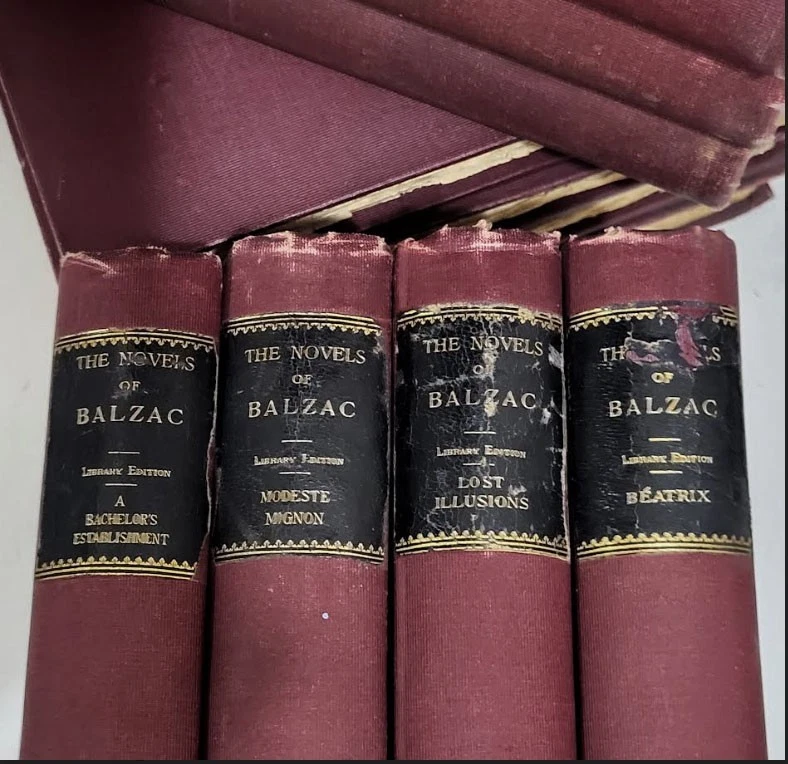 THE NOVELS
OF
BALZAC
LIBRARY EDITION
A
BACHELOR'S
ESTABLISHMENT
THE NOVELS
OF
BALZAC
LIBRARY EDITION
MODESTE
MIGNON
THE NOVELS
OF
BALZAC
LIBRARY EDITION
LOST
ILLUSIONS
OF
BALZAC
LIBRARY EDITION
BÉATRIX